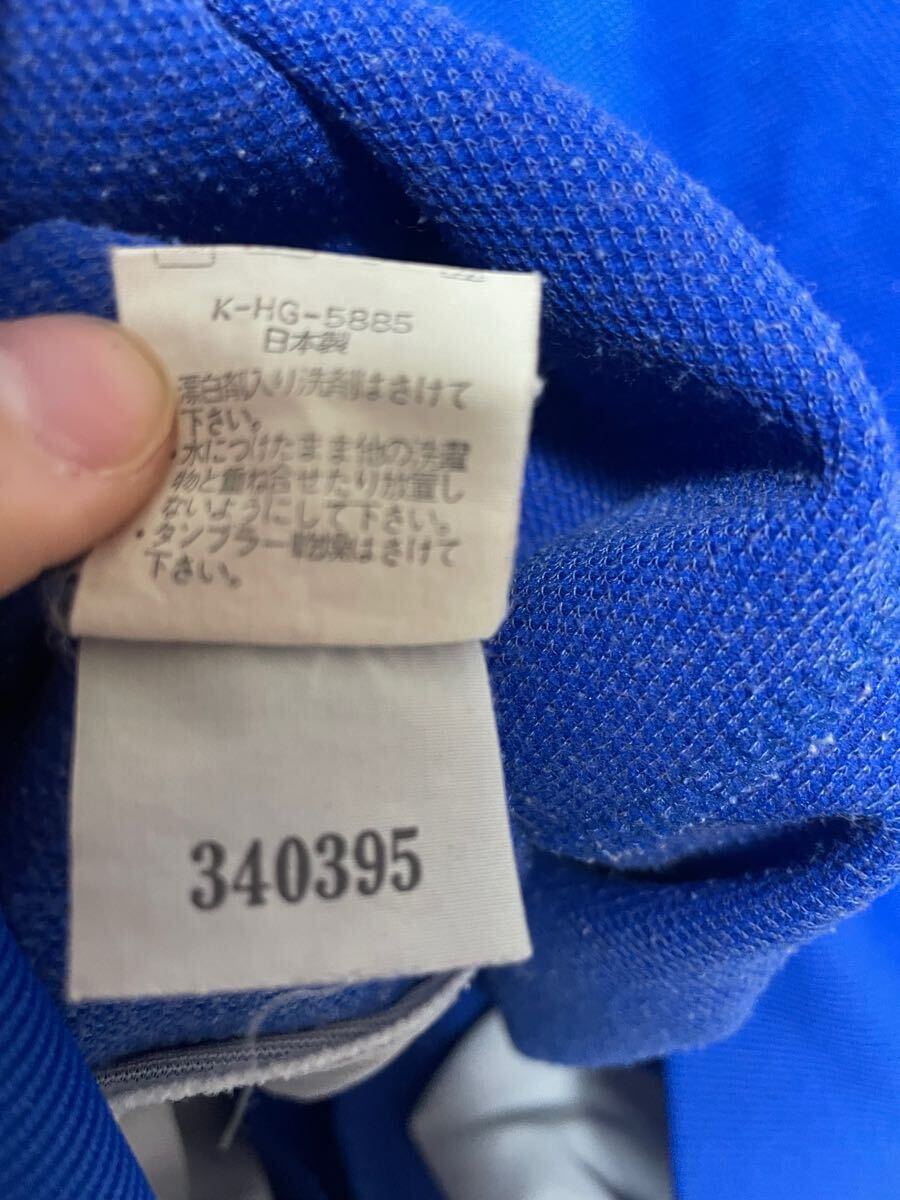 K-HG-5885
日本製
漂白剤入り洗剤はさけて
下さい。
・水につけたまま他の洗濯
物と重ね合せたり放置し
ないようにして下さい。
・タンブラー乾燥はさけて
下さい。
340395